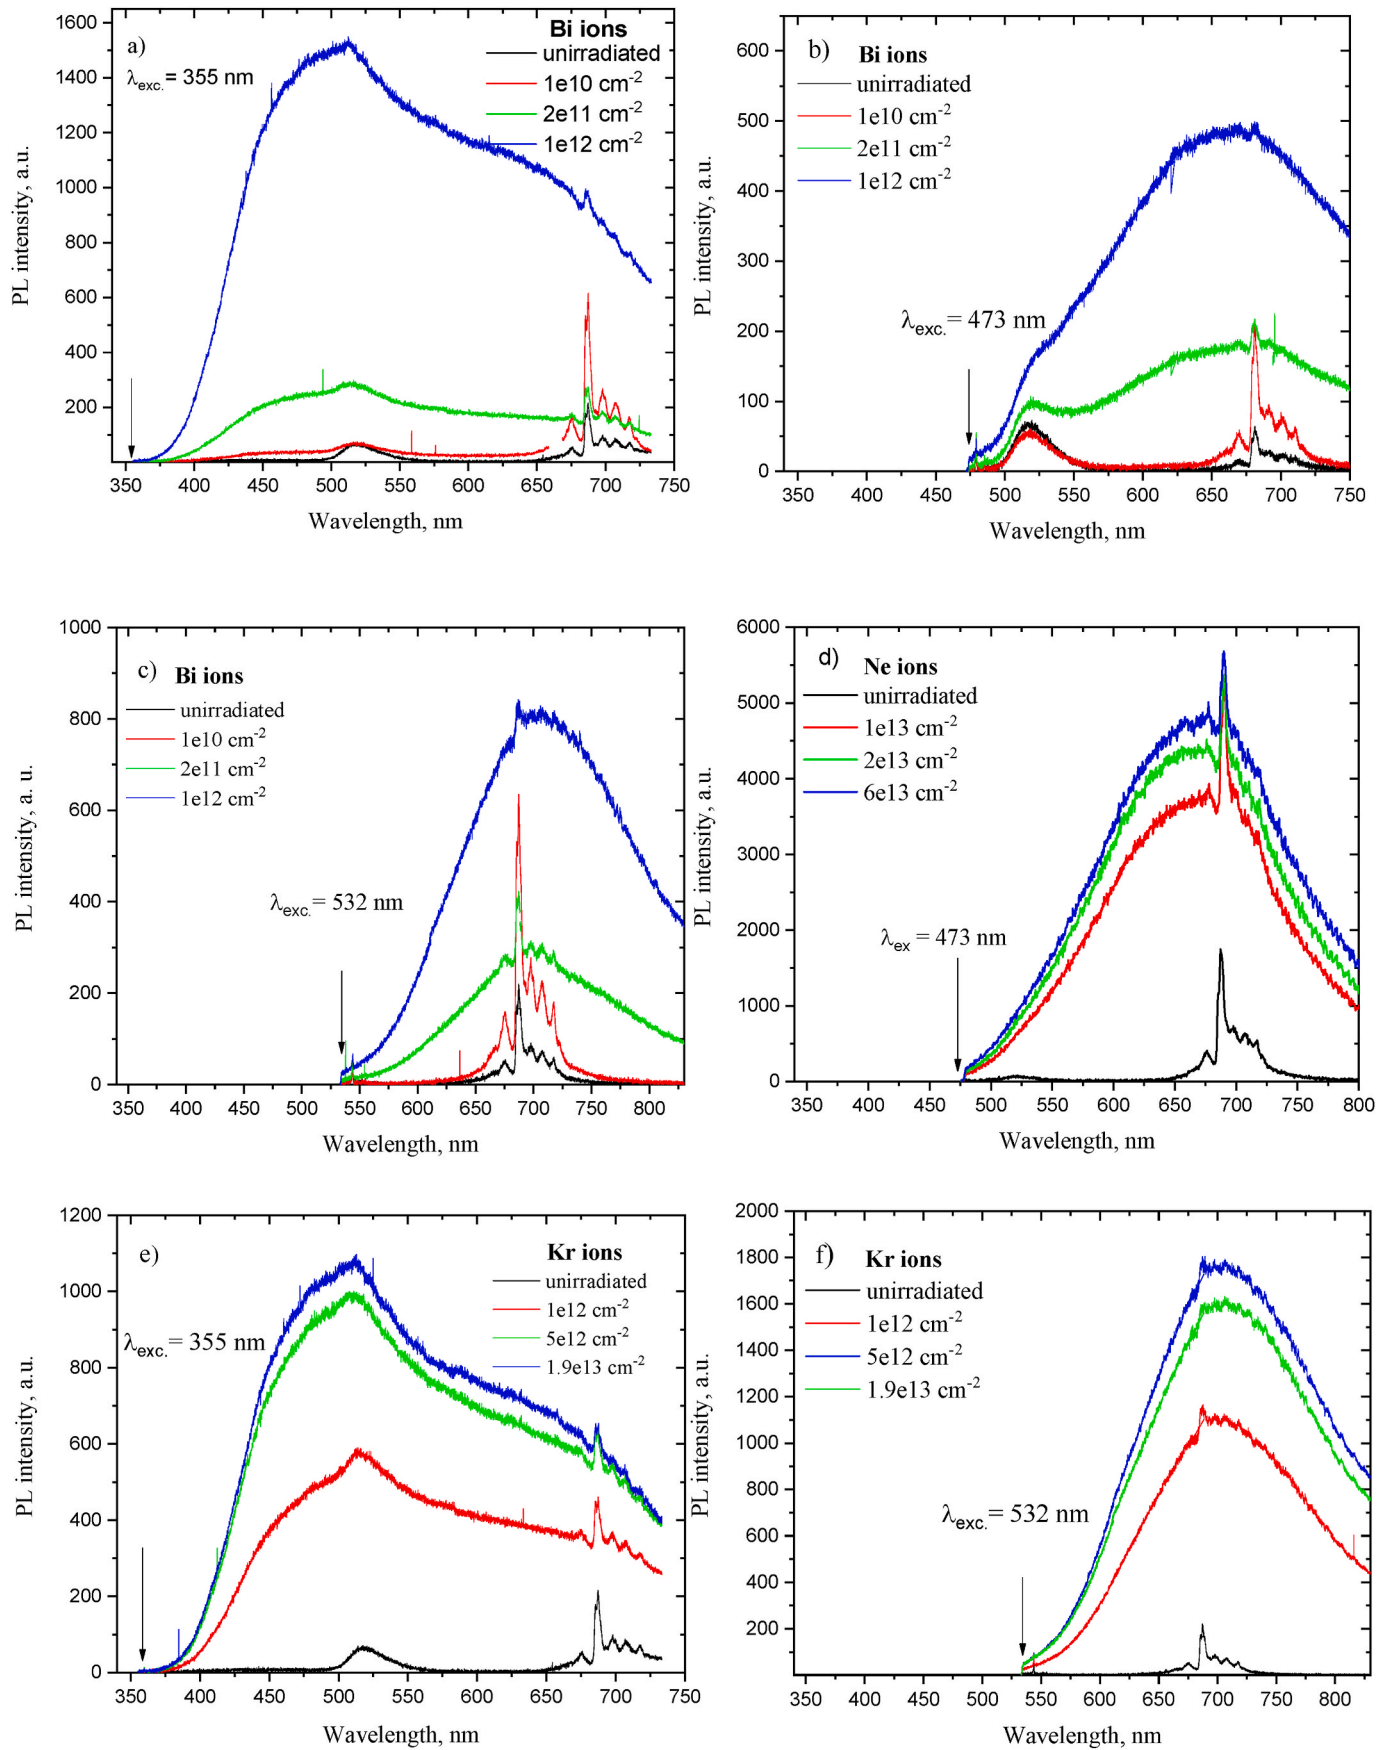 a)
Bi ions
λexc.= 355 nm
unirradiated
1e10 cm-2
2e11 cm-2
1e12 cm-2
PL intensity, a.u.
1600
1400
1200
1000
800
600
400
200
350 400 450 500 550 600 650 700 750
Wavelength, nm
b)
Bi ions
unirradiated
1e10 cm-2
2e11 cm-2
1e12 cm-2
λexc.= 473 nm
PL intensity, a.u.
600
500
400
300
200
100
0
350 400 450 500 550 600 650 700 750
Wavelength, nm
c) Bi ions
unirradiated
1e10 cm-2
2e11 cm-2
1e12 cm-2
λexc.= 532 nm
PL intensity, a. u.
1000
800
600
400
200
0
350 400 450 500 550 600 650 700 750 800
Wavelength, nm
d) Ne ions
unirradiated
1e13 cm-2
2e13 cm-2
6e13 cm-2
λex = 473 nm
PL intensity, a.u.
6000
5000
4000
3000
2000
1000
0
350 400 450 500 550 600 650 700 750 800
Wavelength, nm
e)
Kr ions
unirradiated
1e12 cm-2
5e12 cm-2
1.9e13 cm-2
λexc.= 355 nm
PL intensity, a.u.
1200
1000
800
600
400
200
0
350 400 450 500 550 600 650 700 750
Wavelength, nm
f) Kr ions
unirradiated
1e12 cm-2
5e12 cm-2
1.9e13 cm-2
λexc.= 532 nm
PL intensity, a.u.
2000
1800
1600
1400
1200
1000
800
600
400
200
350 400 450 500 550 600 650 700 750 800
Wavelength, nm